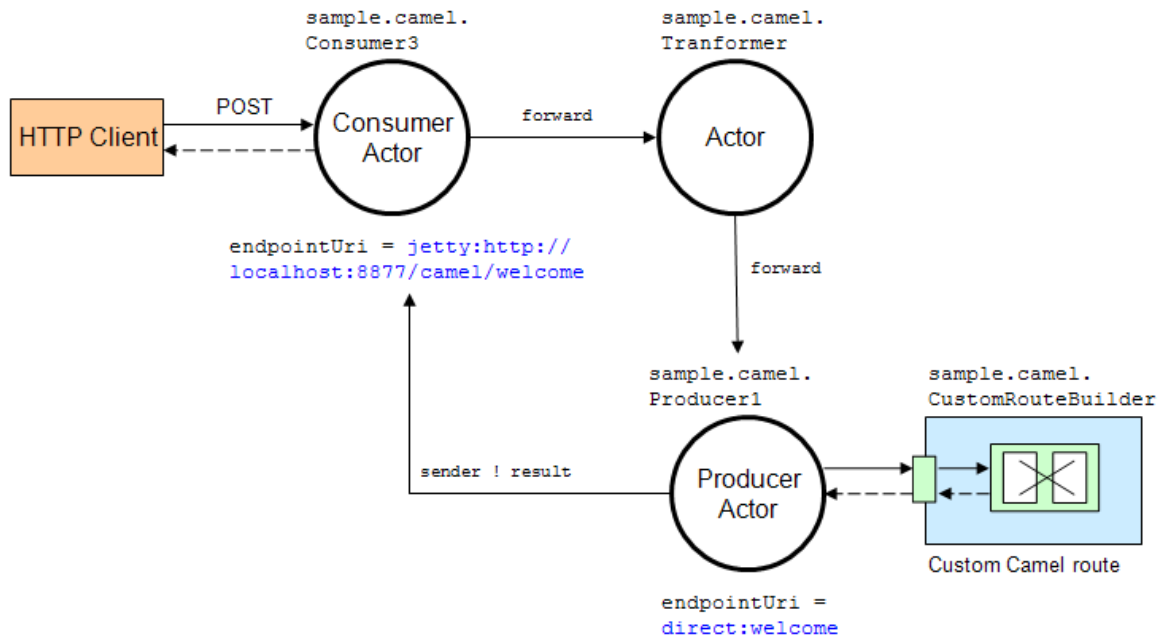 sample.camel.
Consumer3
sample.camel.
Tranformer
HTTP Client
POST
Consumer
Actor
forward
Actor
endpointUri = jetty:http://
localhost:8877/camel/welcome
forward
sample.camel.
Producer1
sample.camel.
CustomRouteBuilder
sender ! result
Producer
Actor
Custom Camel route
endpointUri =
direct:welcome